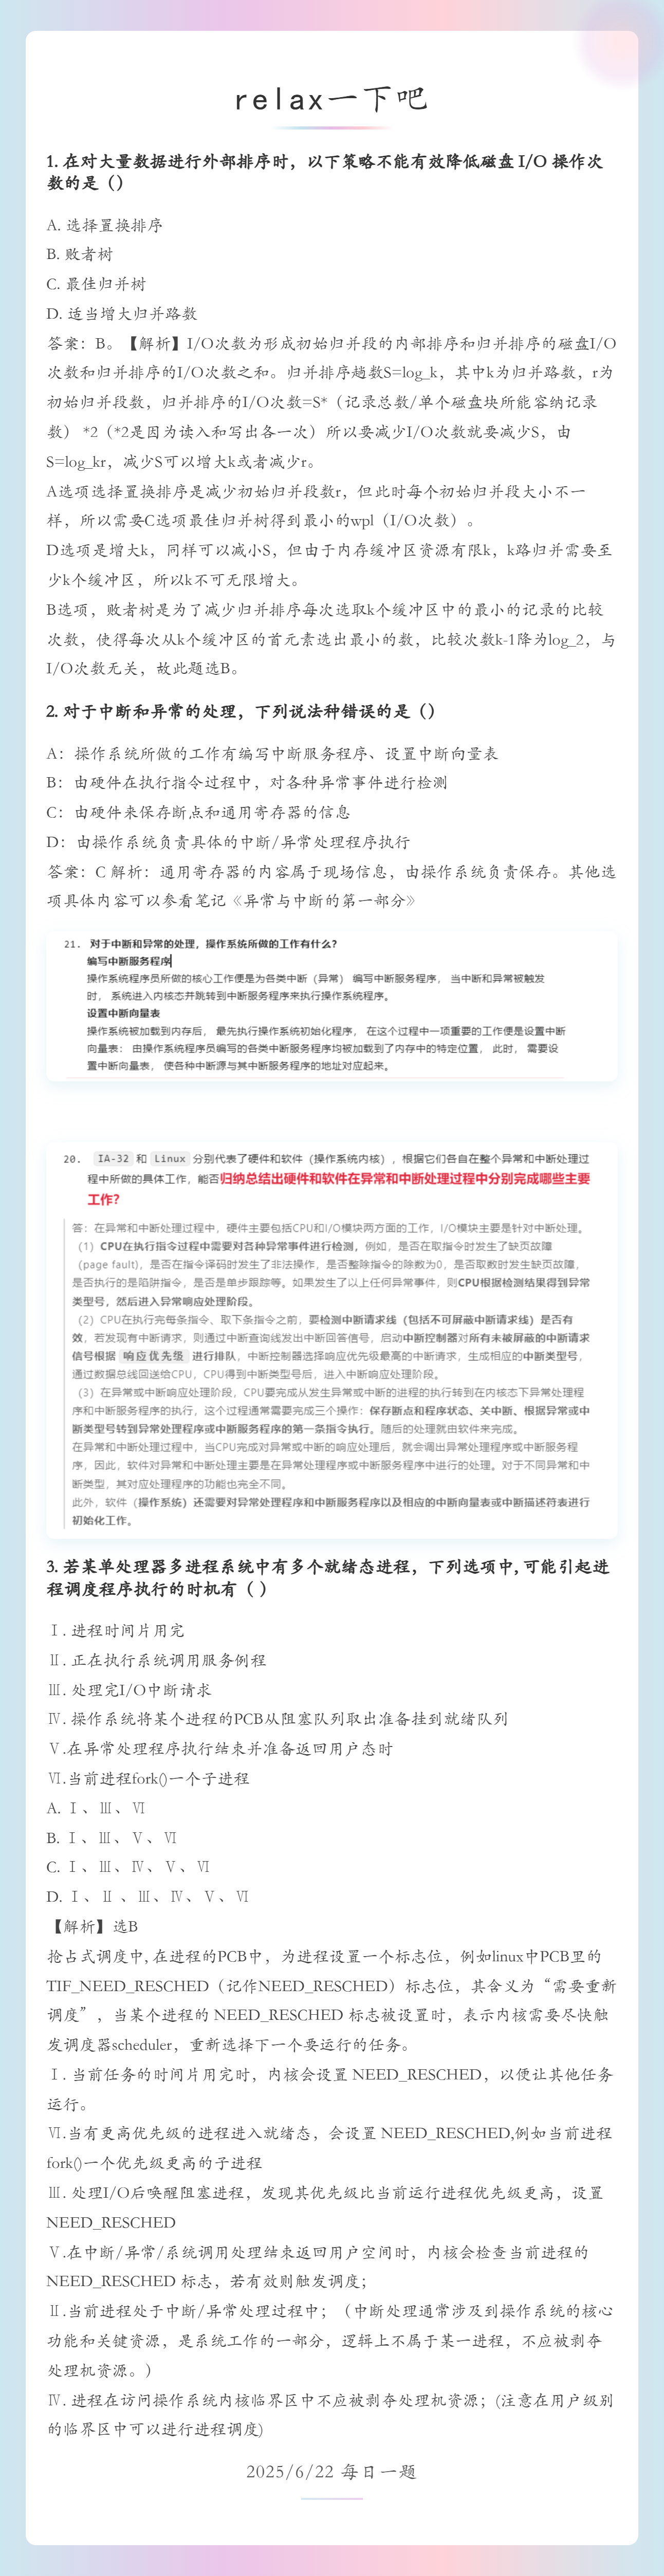 relax一下吧
1. 在对大量数据进行外部排序时，以下策略不能有效降低磁盘 I/O 操作次
数的是（）
A. 选择置换排序
B. 败者树
C. 最佳归并树
D. 适当增大归并路数
答案：B。【解析】I/O次数为形成初始归并段的内部排序和归并排序的磁盘I/O
次数和归并排序的I/O次数之和。归并排序趟数S=log_k，其中k为归并路数，r为
初始归并段数，归并排序的I/O次数=S*（记录总数/单个磁盘块所能容纳记录
数） *2（*2是因为读入和写出各一次）所以要减少I/O次数就要减少S，由
S=log_kr，减少S可以增大k或者减少r。
A选项选择置换排序是减少初始归并段数r，但此时每个初始归并段大小不一
样，所以需要C选项最佳归并树得到最小的wpl（I/O次数）。
D选项是增大k，同样可以减小S，但由于内存缓冲区资源有限k，k路归并需要至
少k个缓冲区，所以k不可无限增大。
B选项，败者树是为了减少归并排序每次选取k个缓冲区中的最小的记录的比较
次数，使得每次从k个缓冲区的首元素选出最小的数，比较次数k-1降为log_2，与
I/O次数无关，故此题选B。
2. 对于中断和异常的处理，下列说法种错误的是（）
A：操作系统所做的工作有编写中断服务程序、设置中断向量表
B：由硬件在执行指令过程中，对各种异常事件进行检测
C：由硬件来保存断点和通用寄存器的信息
D：由操作系统负责具体的中断/异常处理程序执行
答案：C 解析：通用寄存器的内容属于现场信息，由操作系统负责保存。其他选
项具体内容可以参看笔记《异常与中断的第一部分》
21. 对于中断和异常的处理，操作系统所做的工作有什么？
编写中断服务程序
操作系统程序员所做的核心工作便是为各类中断（异常） 编写中断服务程序， 当中断和异常被触发
时， 系统进入内核态并跳转到中断服务程序来执行操作系统程序。
设置中断向量表
操作系统被加载到内存后， 最先执行操作系统初始化程序， 在这个过程中一项重要的工作便是设置中断
向量表： 由操作系统程序员编写的各类中断服务程序均被加载到了内存中的特定位置， 此时， 需要设
置中断向量表， 使各种中断源与其中断服务程序的地址对应起来。
20. IA-32 和 Linux 分别代表了硬件和软件（操作系统内核），根据它们各自在整个异常和中断处理过
程中所做的具体工作，能否归纳总结出硬件和软件在异常和中断处理过程中分别完成哪些主要
工作？
答：在异常和中断处理过程中，硬件主要包括CPU和I/O模块两方面的工作，I/O模块主要是针对中断处理。
（1）CPU在执行指令过程中需要对各种异常事件进行检测，例如，是否在取指令时发生了缺页故障
（page fault)，是否在指令译码时发生了非法操作，是否整除指令的除数为0，是否取数时发生缺页故障，
是否执行的是陷阱指令，是否是单步跟踪等。如果发生了以上任何异常事件，则CPU根据检测结果得到异常
类型号，然后进入异常响应处理阶段。
（2）CPU在执行完每条指令、取下条指令之前，要检测中断请求线（包括不可屏蔽中断请求线）是否有
效，若发现有中断请求，则通过中断查询线发出中断回答信号，启动中断控制器对所有未被屏蔽的中断请求
信号根据 响应优先级 进行排队，中断控制器选择响应优先级最高的中断请求，生成相应的中断类型号，
通过数据总线回送给CPU，CPU得到中断类型号后，进入中断响应处理阶段。
（3）在异常或中断响应处理阶段，CPU要完成从发生异常或中断的进程的执行转到在内核态下异常处理程
序和中断服务程序的执行，这个过程通常需要完成三个操作：保存断点和程序状态、关中断、根据异常或中
断类型号转到异常处理程序或中断服务程序的第一条指令执行。随后的处理就由软件来完成。
在异常和中断处理过程中，当CPU完成对异常或中断的响应处理后，就会调出异常处理程序或中断服务程
序，因此，软件对异常和中断处理主要是在异常处理程序或中断服务程序中进行的处理。对于不同异常和中
断类型，其对应处理程序的功能也完全不同。
此外，软件（操作系统）还需要对异常处理程序和中断服务程序以及相应的中断向量表或中断描述符表进行
初始化工作。
3. 若某单处理器多进程系统中有多个就绪态进程，下列选项中, 可能引起进
程调度程序执行的时机有（ ）
Ⅰ. 进程时间片用完
Ⅱ. 正在执行系统调用服务例程
Ⅲ. 处理完I/O中断请求
Ⅳ. 操作系统将某个进程的PCB从阻塞队列取出准备挂到就绪队列
Ⅴ.在异常处理程序执行结束并准备返回用户态时
Ⅵ.当前进程fork()一个子进程
A. Ⅰ、Ⅲ、Ⅵ
B. Ⅰ、Ⅲ、Ⅴ、Ⅵ
C. Ⅰ、Ⅲ、Ⅳ、Ⅴ、Ⅵ
D. Ⅰ、Ⅱ 、Ⅲ、Ⅳ、Ⅴ、Ⅵ
【解析】选B
抢占式调度中, 在进程的PCB中，为进程设置一个标志位，例如linux中PCB里的
TIF_NEED_RESCHED（记作NEED_RESCHED）标志位，其含义为“需要重新
调度”，当某个进程的 NEED_RESCHED 标志被设置时，表示内核需要尽快触
发调度器scheduler，重新选择下一个要运行的任务。
Ⅰ. 当前任务的时间片用完时，内核会设置 NEED_RESCHED，以便让其他任务
运行。
Ⅵ.当有更高优先级的进程进入就绪态，会设置 NEED_RESCHED,例如当前进程
fork()一个优先级更高的子进程
Ⅲ. 处理I/O后唤醒阻塞进程，发现其优先级比当前运行进程优先级更高，设置
NEED_RESCHED
Ⅴ.在中断/异常/系统调用处理结束返回用户空间时，内核会检查当前进程的
NEED_RESCHED 标志，若有效则触发调度；
Ⅱ.当前进程处于中断/异常处理过程中；（中断处理通常涉及到操作系统的核心
功能和关键资源，是系统工作的一部分，逻辑上不属于某一进程，不应被剥夺
处理机资源。）
Ⅳ. 进程在访问操作系统内核临界区中不应被剥夺处理机资源；(注意在用户级别
的临界区中可以进行进程调度)
2025/6/22 每日一题